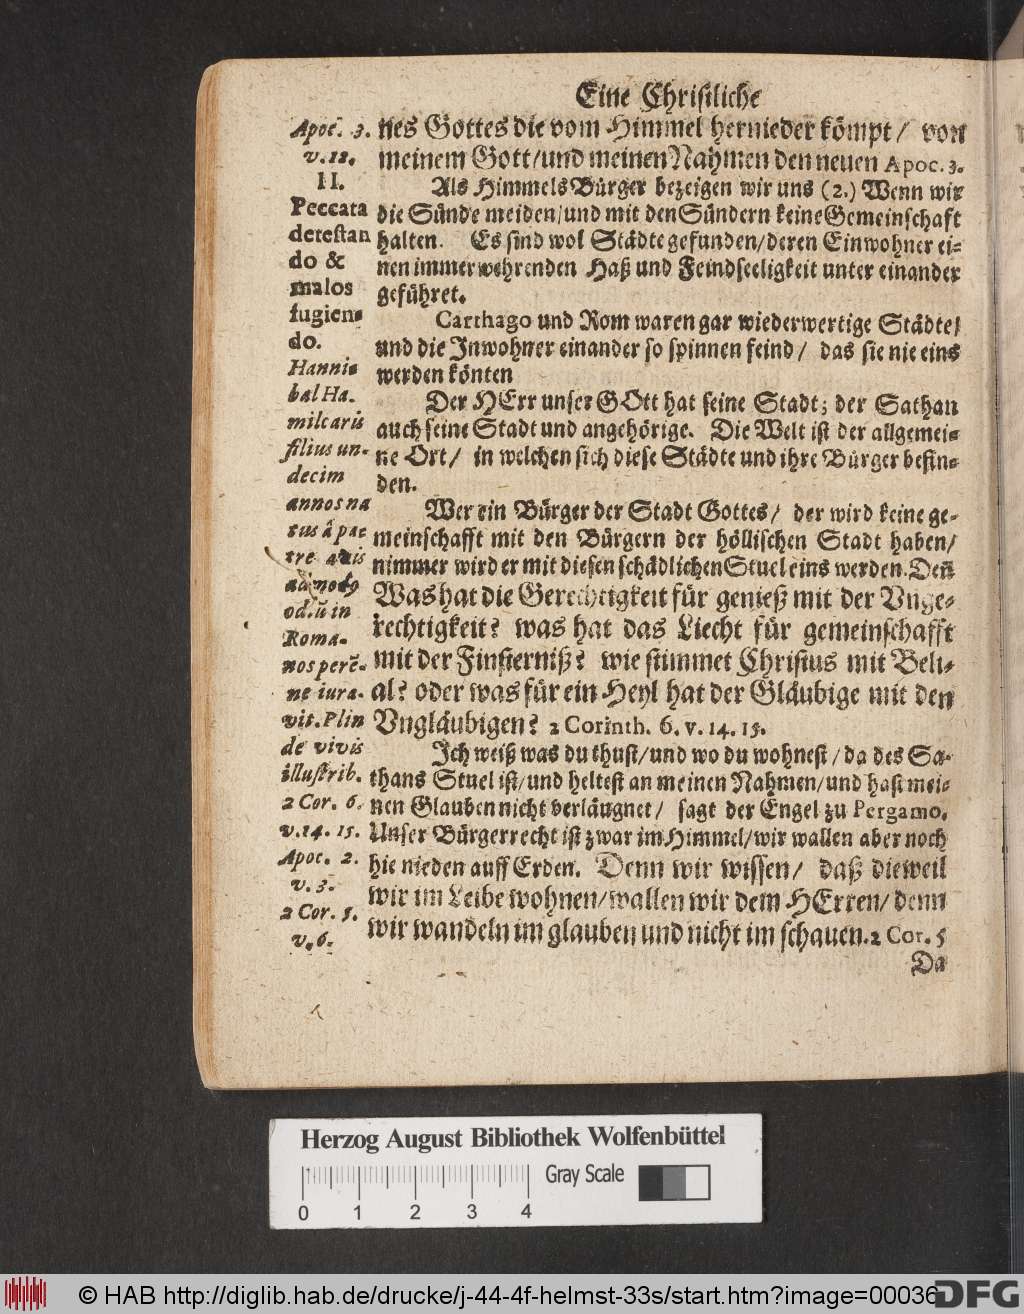 Eine Christliche
nes Gottes die vom Himmel hernieder kömpt/ von
meinem Gott/und meinen Nahmen den neuen Apoc. 3.
Als Himmels Bürger bezeigen wir uns (2.) Wenn wir
die Sünde meiden/und mit den Sündern keine Gemeinschaft
halten. Es sind wol Städte gefunden/deren Einwohner ei-
nen immerwehrenden Haß und Feindseeligkeit unter einander
geführet.
Carthago und Rom waren gar wiederwertige Städte/
und die Inwohner einander so spinnen feind/ das sie nie eins
werden könten
Der HErr unser GOtt hat seine Stadt; der Sathan
auch seine Stadt und angehörige. Die Welt ist der allgemei-
ne Ort/ in welchen sich diese Städte und ihre Bürger befin-
den.
Wer ein Bürger der Stadt Gottes/ der wird keine ge-
meinschafft mit den Bürgern der höllischen Stadt haben/
nimmer wird er mit diesen schädlichen Stuel eins werden. Deñ
Was hat die Gerechtigkeit für genieß mit der Vnge-
rechtigkeit? was hat das Liecht für gemeinschafft
mit der Finsterniß? wie stimmet Christus mit Beli-
al? oder was für ein Heyl hat der Gläubige mit den
Vngläubigen? 2 Corinth. 6. v. 14. 15.
Ich weiß was du thust/und wo du wohnest/da des Sa-
thans Stuel ist/und heltest an meinen Nahmen/und hast mei-
nen Glauben nicht verläugnet/ sagt der Engel zu Pergamo.
Unser Bürgerrecht ist zwar im Himmel/wir wallen aber noch
hie nieden auff Erden. Denn wir wissen/ daß dieweil
wir im Leibe wohnen/wallen wir dem HErren/denn
wir wandeln im glauben und nicht im schauen. 2 Cor. 5
Da
Apoc. 3.
v. 12.
II.
Peccata
detestan
do &
malos
fugien-
do.
Hanni-
bal Ha-
milcaris
filius un-
decim
annos na
tus à pat
tre
od.ũ in
Roma-
nos perẽ-
ne iura-
vit. Plin
de vivis
illustrib.
2 Cor. 6.
v. 14. 15.
Apoc. 2.
v. 3.
2 Cor. 5.
v. 6.
Herzog August Bibliothek Wolfenbüttel
Gray Scale
0 1 2 3 4
© HAB http://diglib.hab.de/drucke/j-44-4f-helmst-33s/start.htm?image=00036
DFG